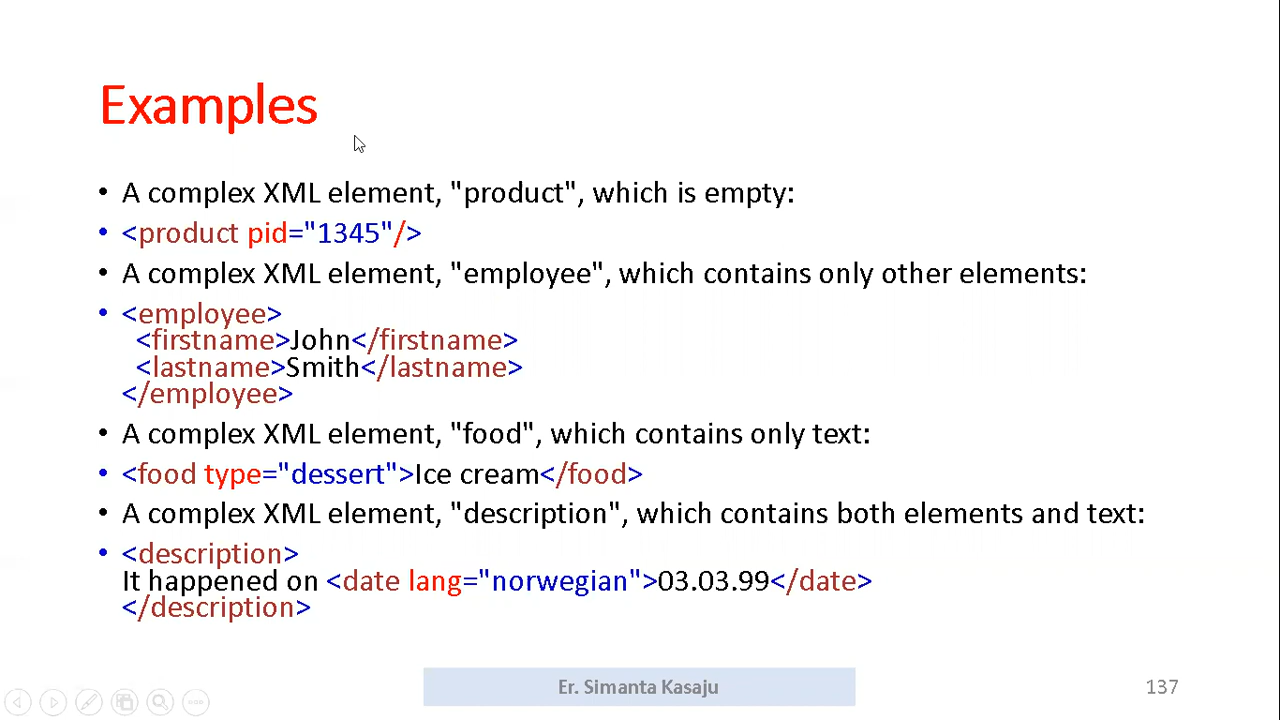 Examples
• A complex XML element, "product", which is empty:
• <product pid="1345"/>
• A complex XML element, "employee", which contains only other elements:
• <employee>
<firstname>John</firstname>
<lastname>Smith</lastname>
</employee>
• A complex XML element, "food", which contains only text:
• <food type="dessert">Ice cream</food>
• A complex XML element, "description", which contains both elements and text:
• <description>
It happened on <date lang="norwegian">03.03.99</date>
</description>
Er. Simanta Kasaju
137